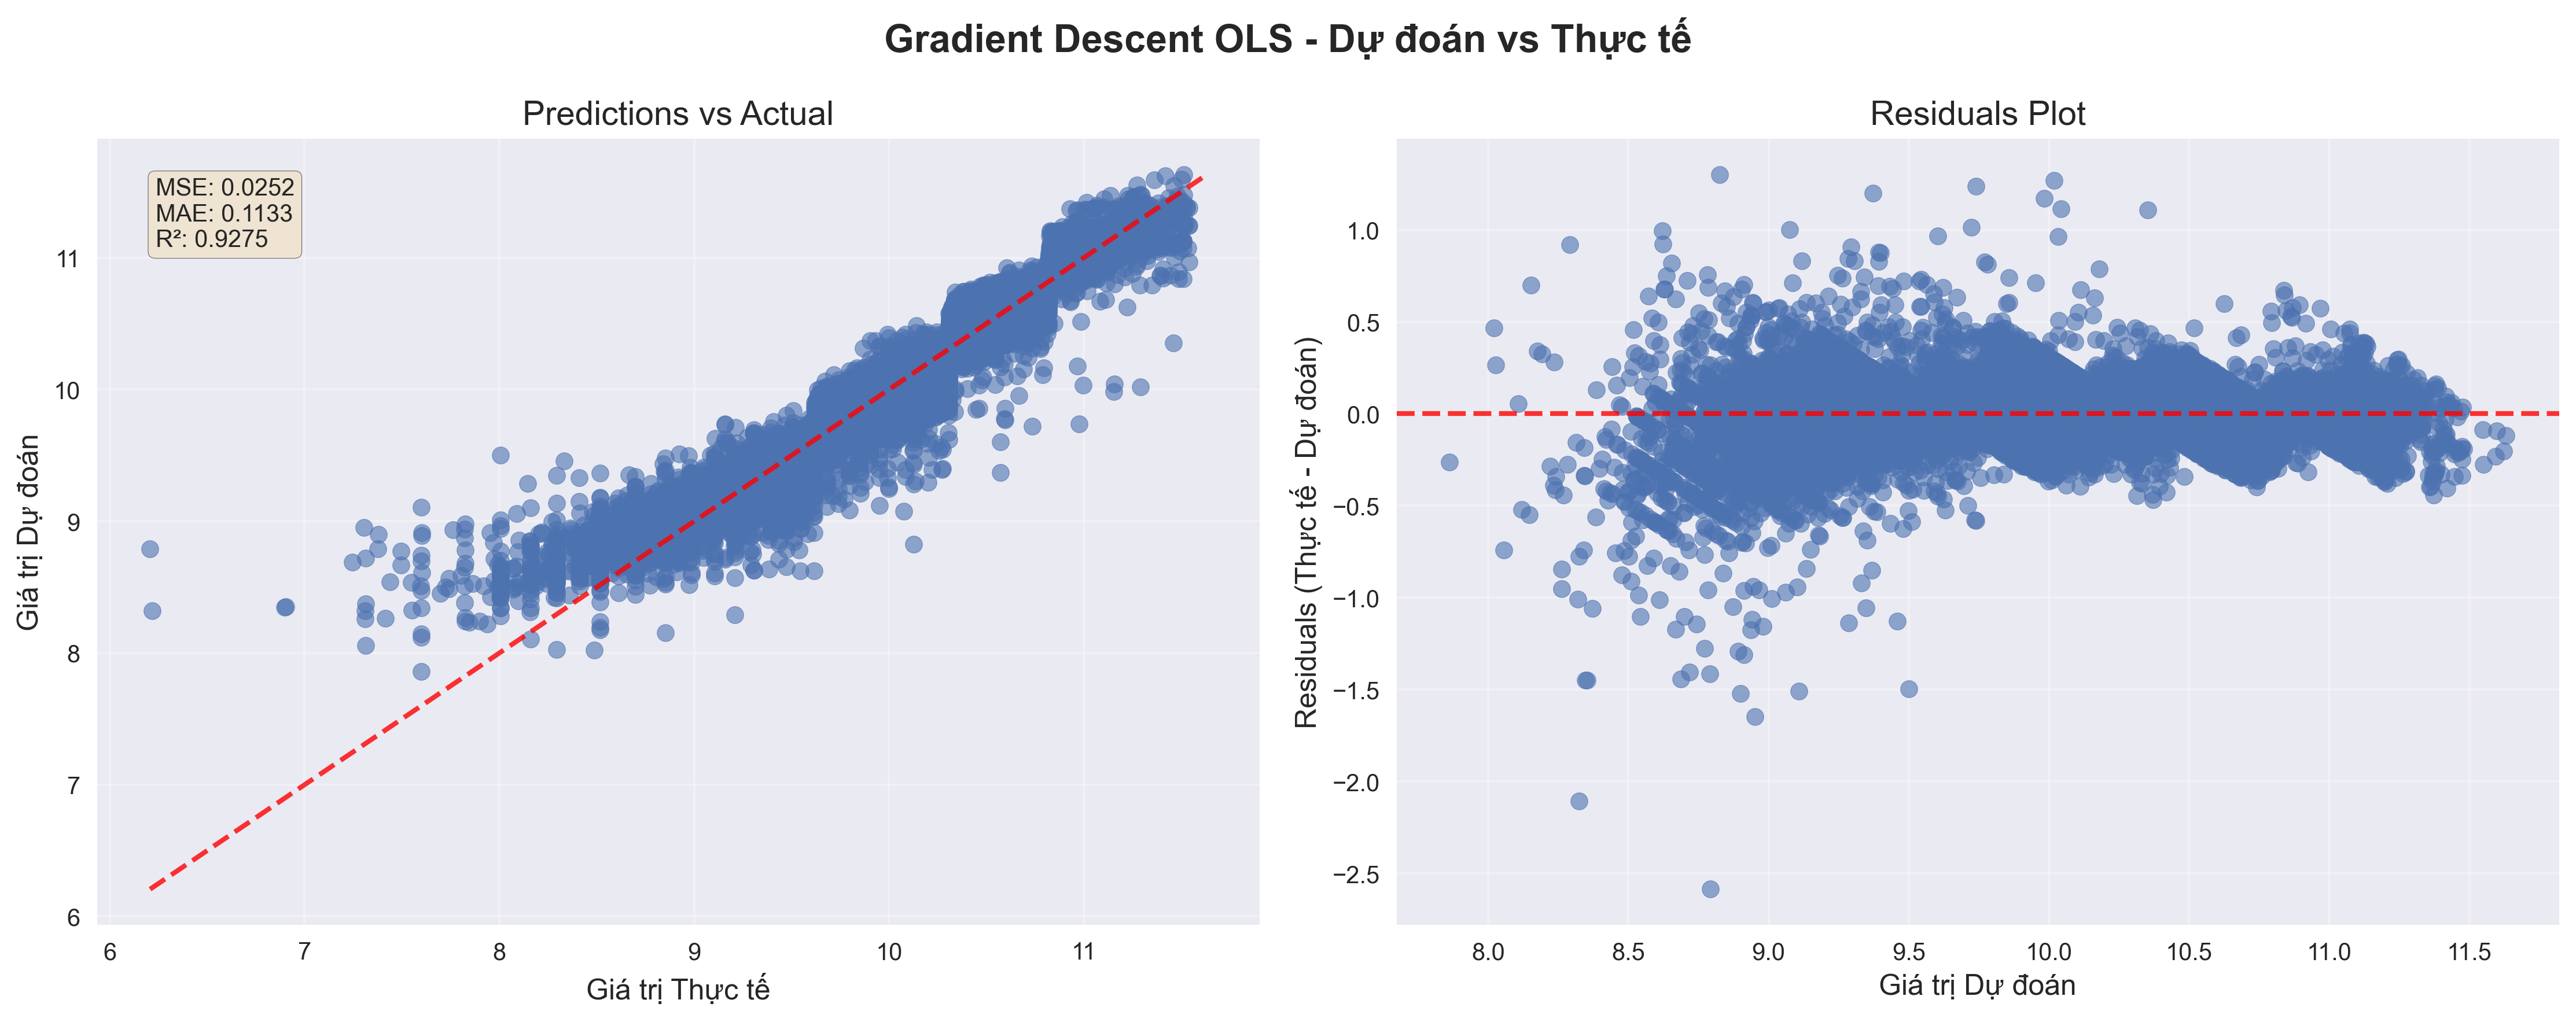 Gradient Descent OLS - Dự đoán vs Thực tế
Predictions vs Actual
MSE: 0.0252
MAE: 0.1133
R²: 0.9275
11
10
9
8
7
6
Giá trị Dự đoán
6
7
8
9
10
11
Giá trị Thực tế
Residuals Plot
1.0
0.5
0.0
−0.5
−1.0
−1.5
−2.0
−2.5
Residuals (Thực tế - Dự đoán)
8.0
8.5
9.0
9.5
10.0
10.5
11.0
11.5
Giá trị Dự đoán